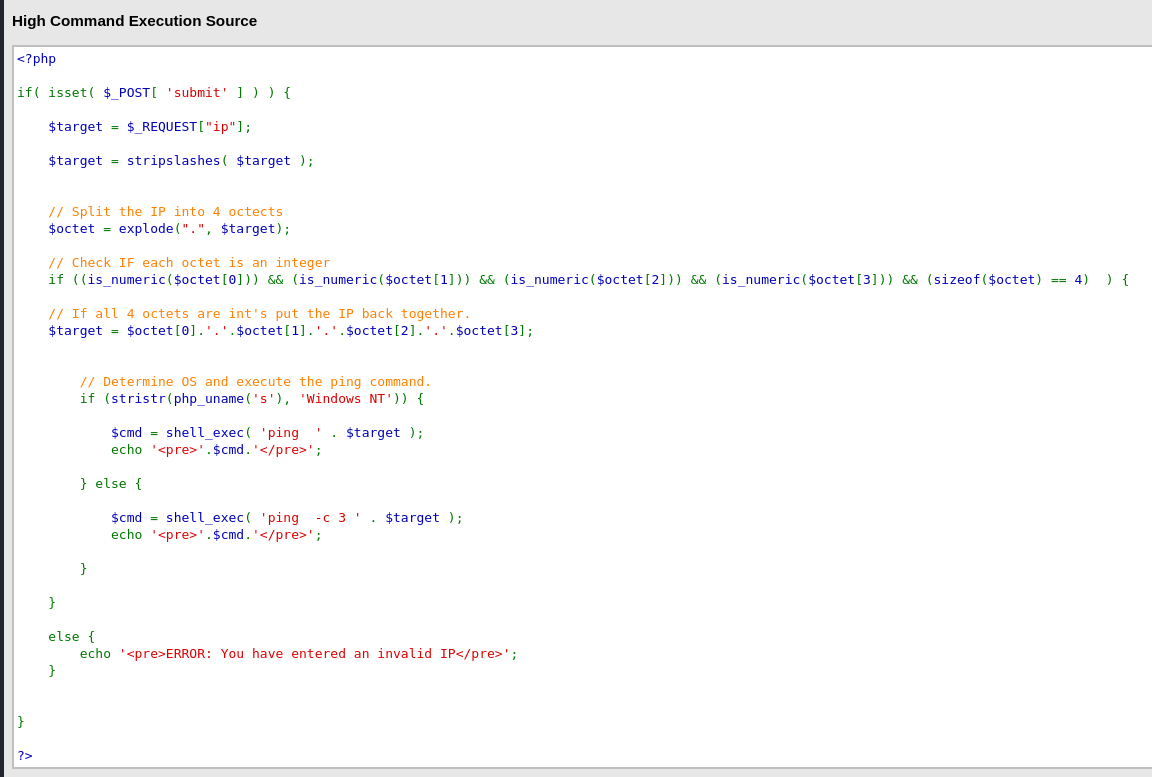 High Command Execution Source
<?php
if( isset( $_POST[ 'submit' ] ) ) {
$target = $_REQUEST["ip"];
$target = stripslashes( $target );
// Split the IP into 4 octects
$octet = explode(".", $target);
// Check IF each octet is an integer
if ((is_numeric($octet[0])) && (is_numeric($octet[1])) && (is_numeric($octet[2])) && (is_numeric($octet[3])) && (sizeof($octet) == 4)  ) {
// If all 4 octets are int's put the IP back together.
$target = $octet[0].'.'.$octet[1].'.'.$octet[2].'.'.$octet[3];
// Determine OS and execute the ping command.
if (stristr(php_uname('s'), 'Windows NT')) {
$cmd = shell_exec( 'ping  ' . $target );
echo '<pre>'.$cmd.'</pre>';
} else {
$cmd = shell_exec( 'ping  -c 3 ' . $target );
echo '<pre>'.$cmd.'</pre>';
}
}
else {
echo '<pre>ERROR: You have entered an invalid IP</pre>';
}
}
?>